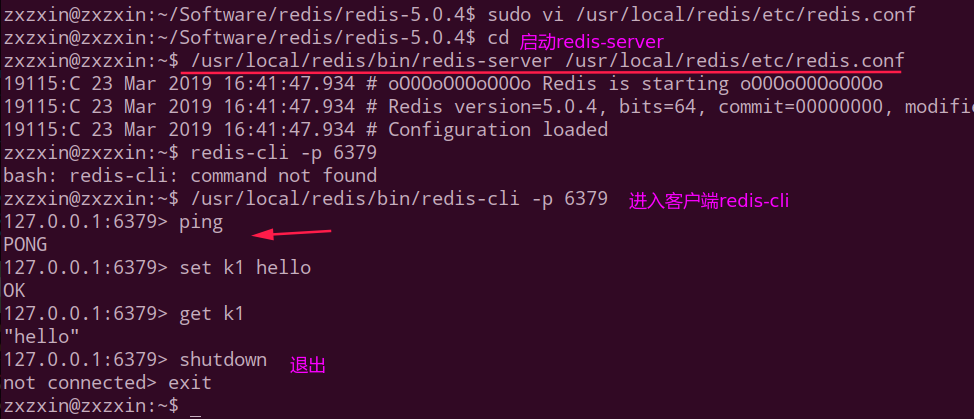 zxzxin@zxzxin:~/Software/redis/redis-5.0.4$ sudo vi /usr/local/redis/etc/redis.conf
zxzxin@zxzxin:~/Software/redis/redis-5.0.4$ cd 启动redis-server
zxzxin@zxzxin:~$ /usr/local/redis/bin/redis-server /usr/local/redis/etc/redis.conf
19115:C 23 Mar 2019 16:41:47.934 # oO0OoO0OoO0Oo Redis is starting oO0OoO0OoO0Oo
19115:C 23 Mar 2019 16:41:47.934 # Redis version=5.0.4, bits=64, commit=00000000, modifie
19115:C 23 Mar 2019 16:41:47.934 # Configuration loaded
zxzxin@zxzxin:~$ redis-cli -p 6379
bash: redis-cli: command not found
zxzxin@zxzxin:~$ /usr/local/redis/bin/redis-cli -p 6379 进入客户端redis-cli
127.0.0.1:6379> ping
PONG
127.0.0.1:6379> set k1 hello
OK
127.0.0.1:6379> get k1
"hello"
127.0.0.1:6379> shutdown 退出
not connected> exit
zxzxin@zxzxin:~$ _